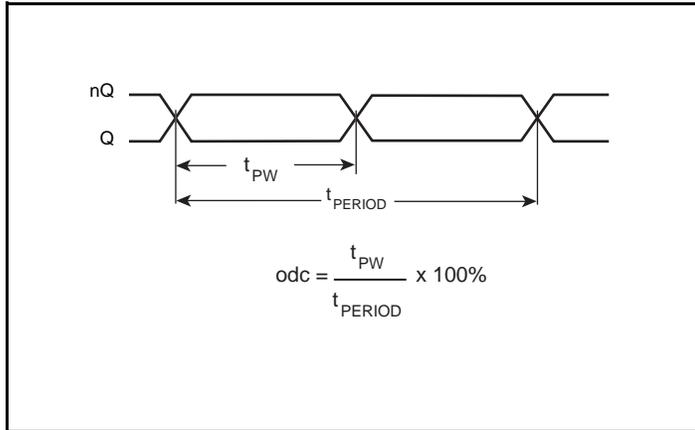 nQ
Q
tPW
tPERIOD
odc = tPW / tPERIOD x 100%